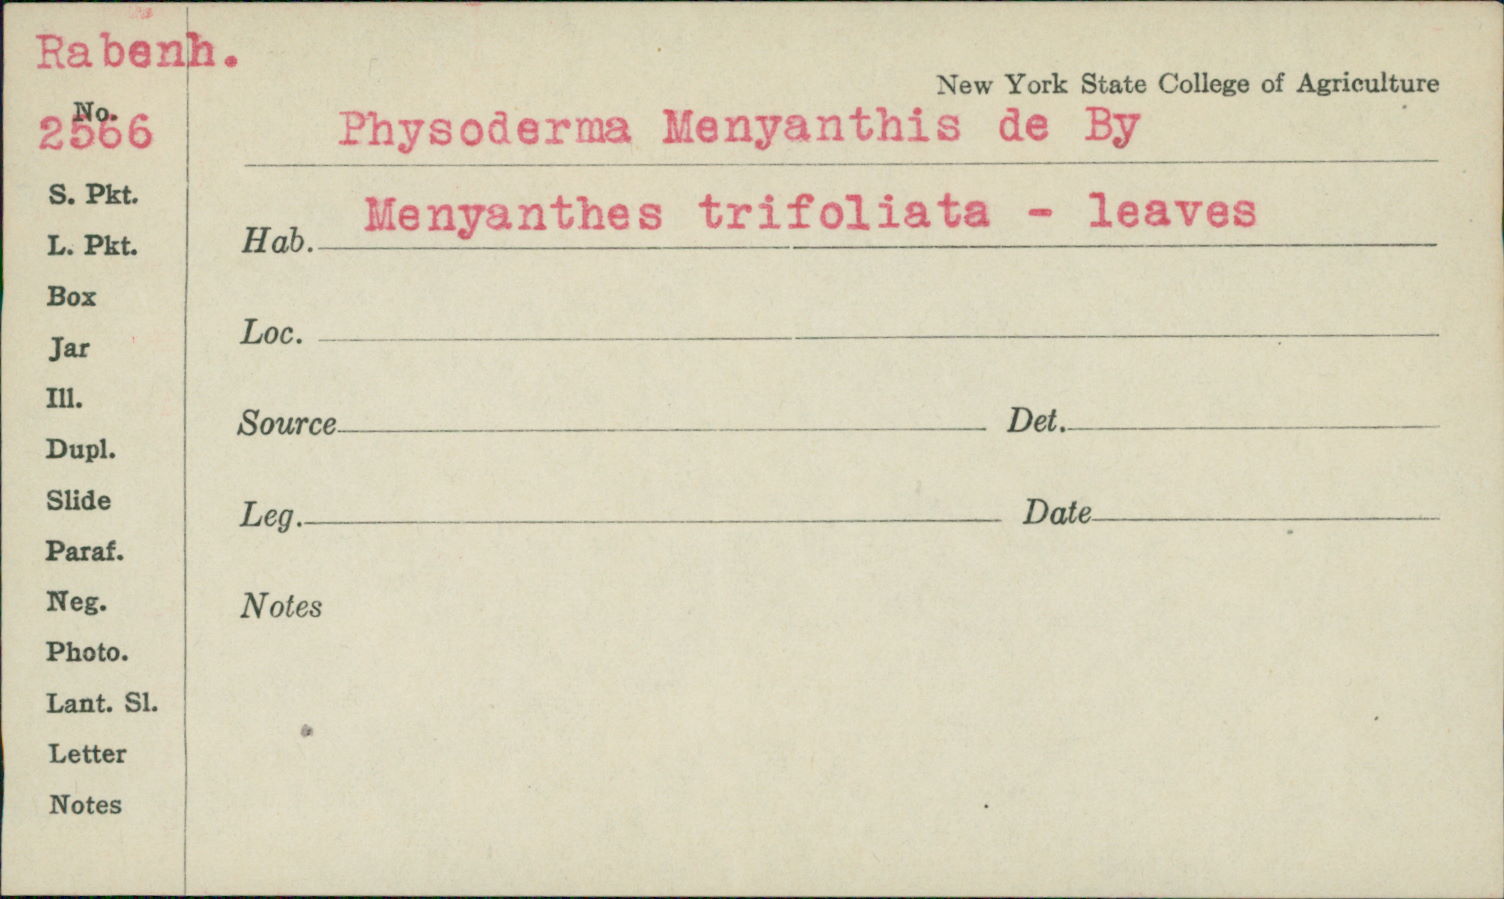 Rabenh.
New York State College of Agriculture
No.
2566
Physoderma Menyanthis de By
Hab. Menyanthes trifoliata - leaves
Loc.
Source Det.
Leg. Date
Notes
S. Pkt.
L. Pkt.
Box
Jar
Ill.
Dupl.
Slide
Paraf.
Neg.
Photo.
Lant. Sl.
Letter
Notes